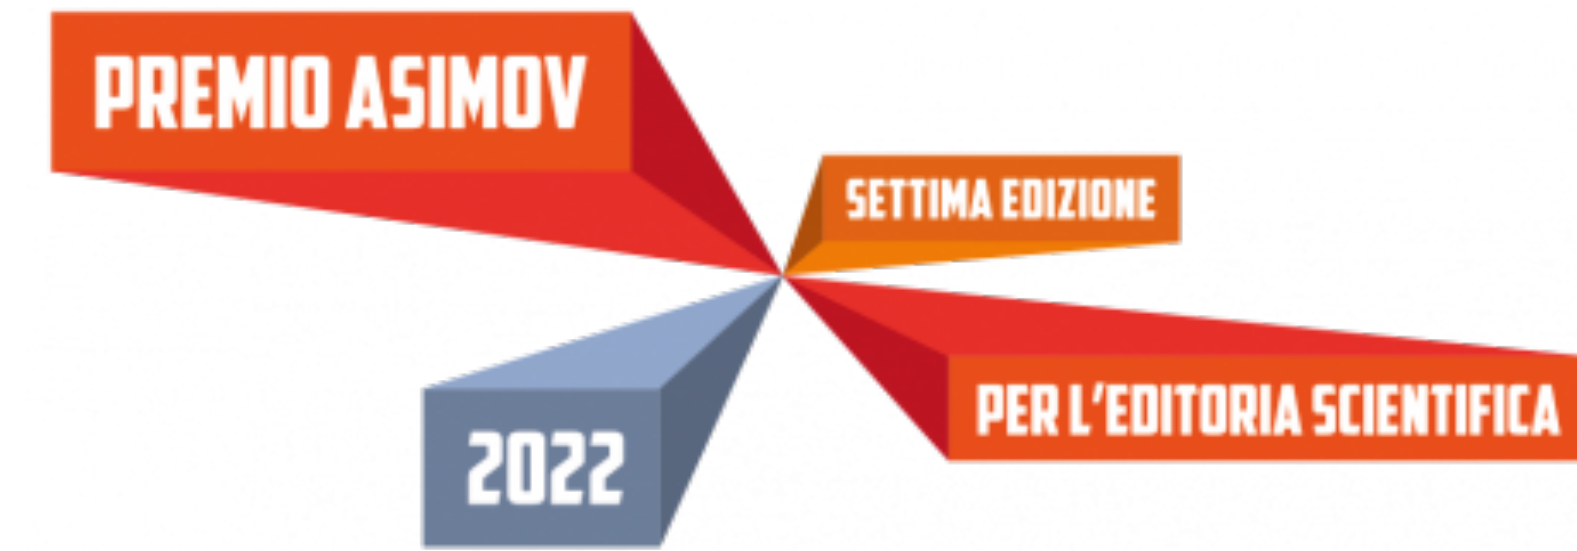 PREMIO ASIMOV
SETTIMA EDIZIONE
PER L'EDITORIA SCIENTIFICA
2022